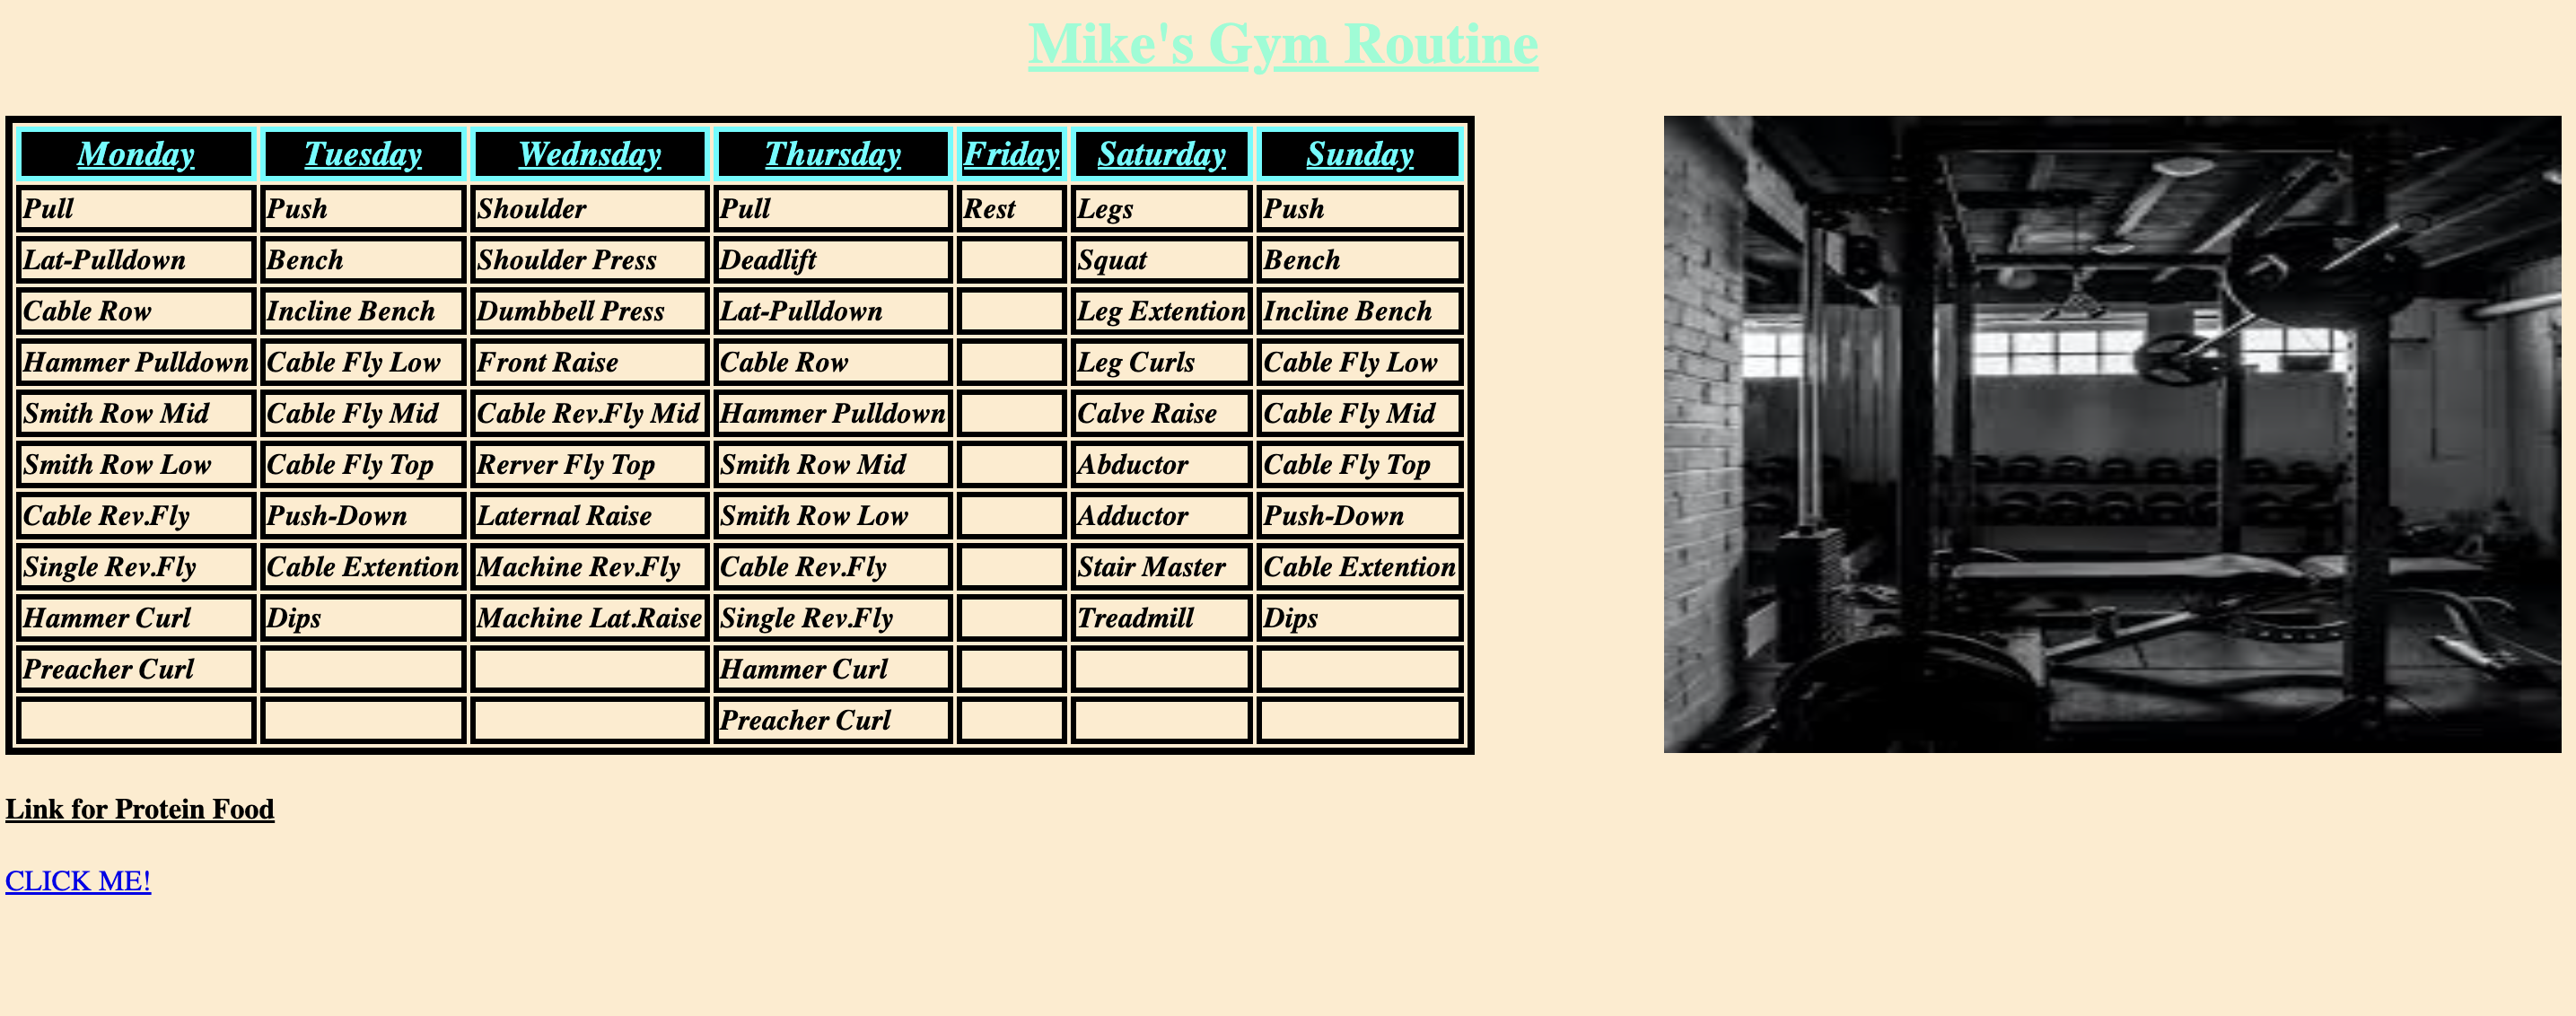 Mike's Gym Routine
Monday Tuesday Wednsday Thursday Friday Saturday Sunday
Pull Push Shoulder Pull Rest Legs Push
Lat-Pulldown Bench Shoulder Press Deadlift Squat Bench
Cable Row Incline Bench Dumbbell Press Lat-Pulldown Leg Extention Incline Bench
Hammer Pulldown Cable Fly Low Front Raise Cable Row Leg Curls Cable Fly Low
Smith Row Mid Cable Fly Mid Cable Rev.Fly Mid Hammer Pulldown Calve Raise Cable Fly Mid
Smith Row Low Cable Fly Top Rerver Fly Top Smith Row Mid Abductor Cable Fly Top
Cable Rev.Fly Push-Down Laternal Raise Smith Row Low Adductor Push-Down
Single Rev.Fly Cable Extention Machine Rev.Fly Cable Rev.Fly Stair Master Cable Extention
Hammer Curl Dips Machine Lat.Raise Single Rev.Fly Treadmill Dips
Preacher Curl Hammer Curl
Preacher Curl
Link for Protein Food
CLICK ME!